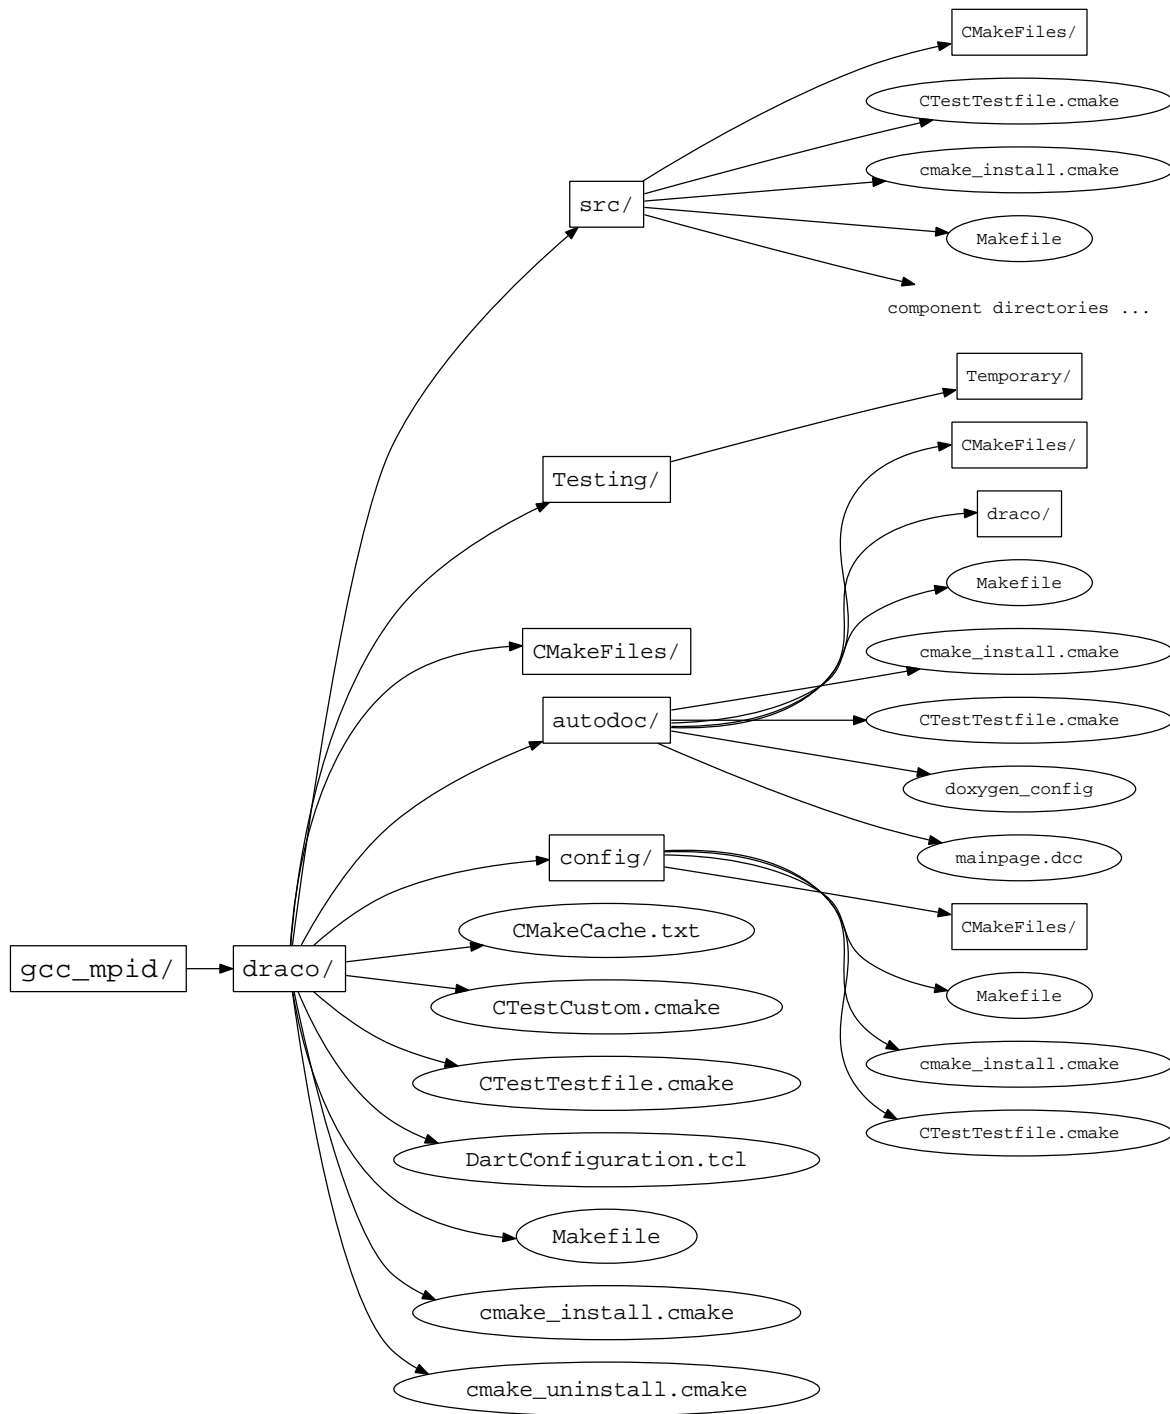 gcc_mpid/
draco/
src/
Testing/
CMakeFiles/
autodoc/
config/
CMakeCache.txt
CTestCustom.cmake
CTestTestfile.cmake
DartConfiguration.tcl
Makefile
cmake_install.cmake
cmake_uninstall.cmake
CMakeFiles/
CTestTestfile.cmake
cmake_install.cmake
Makefile
component directories ...
Temporary/
CMakeFiles/
draco/
Makefile
cmake_install.cmake
CTestTestfile.cmake
doxygen_config
mainpage.dcc
CMakeFiles/
Makefile
cmake_install.cmake
CTestTestfile.cmake